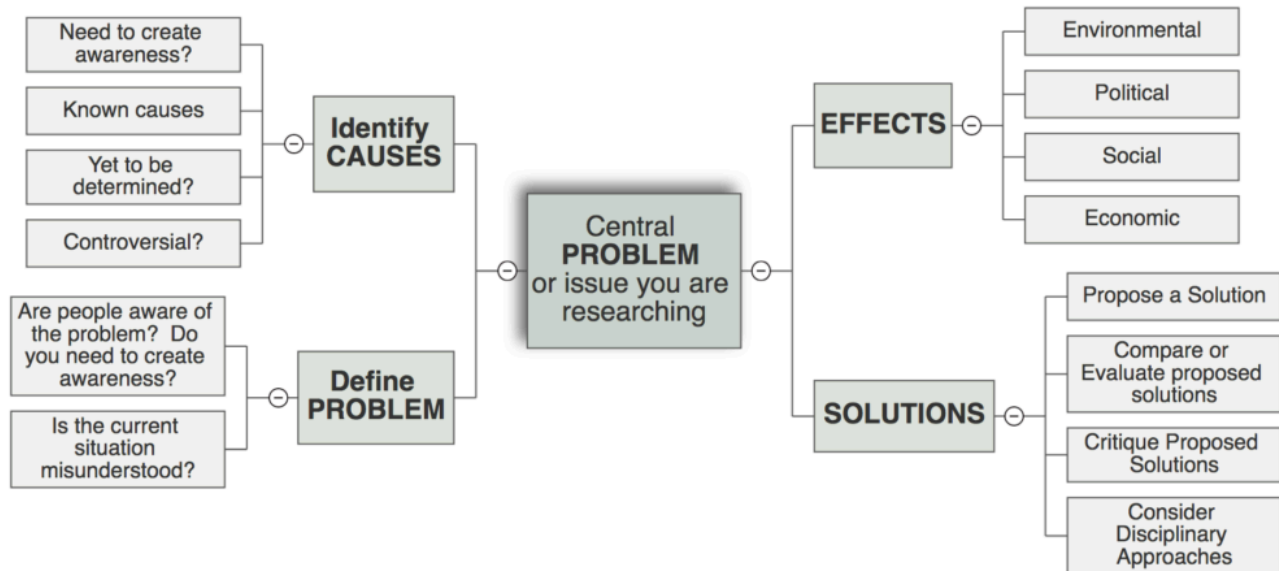 Need to create
awareness?
Known causes
Yet to be
determined?
Controversial?
Identify
CAUSES
Are people aware of
the problem? Do
you need to create
awareness?
Is the current
situation
misunderstood?
Define
PROBLEM
Central
PROBLEM
or issue you are
researching
EFFECTS
Environmental
Political
Social
Economic
SOLUTIONS
Propose a Solution
Compare or
Evaluate proposed
solutions
Critique Proposed
Solutions
Consider
Disciplinary
Approaches